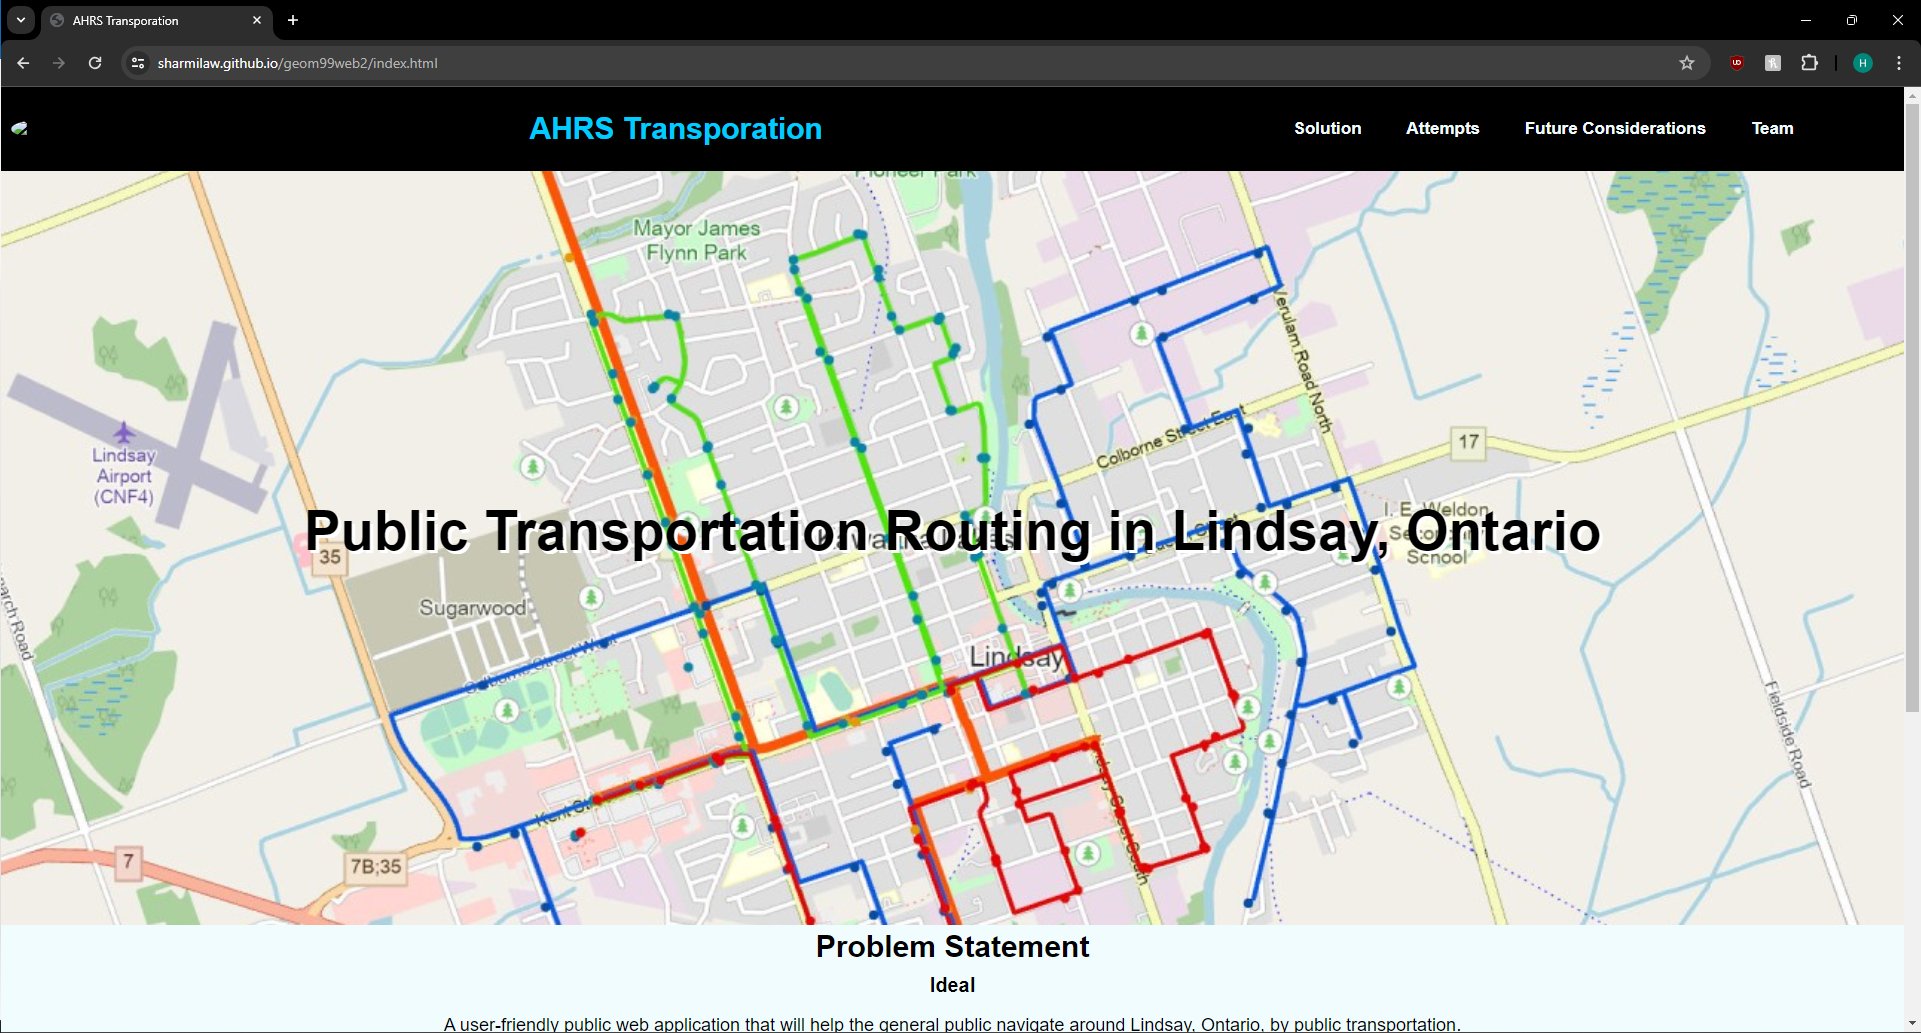 AHRS Transporation
sharmilaw.github.io/geom99web2/index.html
H
AHRS Transporation
Solution
Attempts
Future Considerations
Team
Pioneer Park
Mayor James
Flynn Park
Verulam Road North
Colborne Street East
17
Lindsay
Airport
(CNF4)
I. E. Weldon
Secondary
School
Public Transportation Routing in Lindsay, Ontario
35
Sugarwood
Colborne Street West
Lindsay
Fieldside Road
Kent St
Lindsay Street South
7
7B;35
Problem Statement
Ideal
A user-friendly public web application that will help the general public navigate around Lindsay, Ontario, by public transportation.